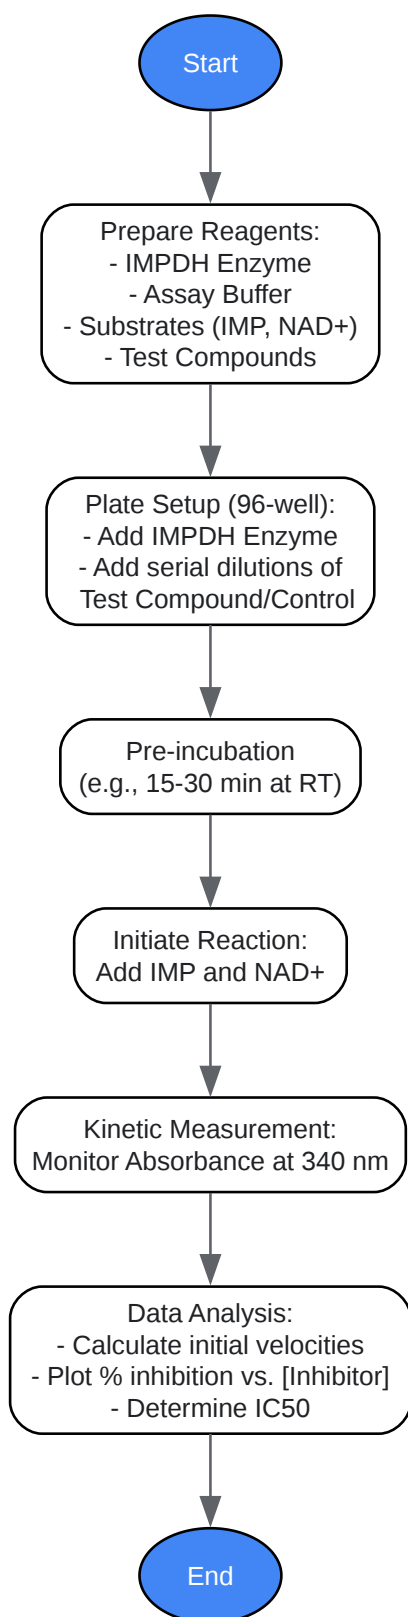 Start
Prepare Reagents:
- IMPDH Enzyme
- Assay Buffer
- Substrates (IMP, NAD+)
- Test Compounds
Plate Setup (96-well):
- Add IMPDH Enzyme
- Add serial dilutions of
Test Compound/Control
Pre-incubation
(e.g., 15-30 min at RT)
Initiate Reaction:
Add IMP and NAD+
Kinetic Measurement:
Monitor Absorbance at 340 nm
Data Analysis:
- Calculate initial velocities
- Plot % inhibition vs. [Inhibitor]
- Determine IC50
End